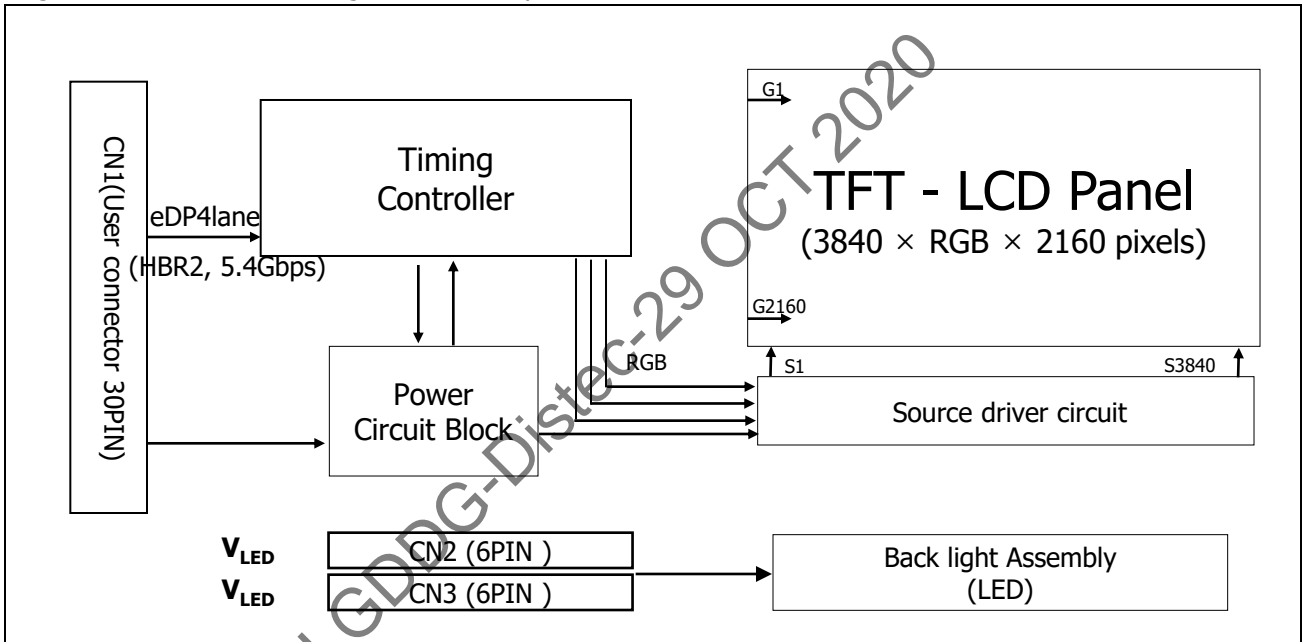 CN1(User connector 30PIN)
eDP4lane
(HBR2, 5.4Gbps)
Timing
Controller
Power
Circuit Block
RGB
G1
TFT - LCD Panel
(3840 × RGB × 2160 pixels)
G2160
S1
S3840
Source driver circuit
VLED
CN2 (6PIN )
VLED
CN3 (6PIN )
Back light Assembly
(LED)
GDDG-Distec-29 OCT 2020